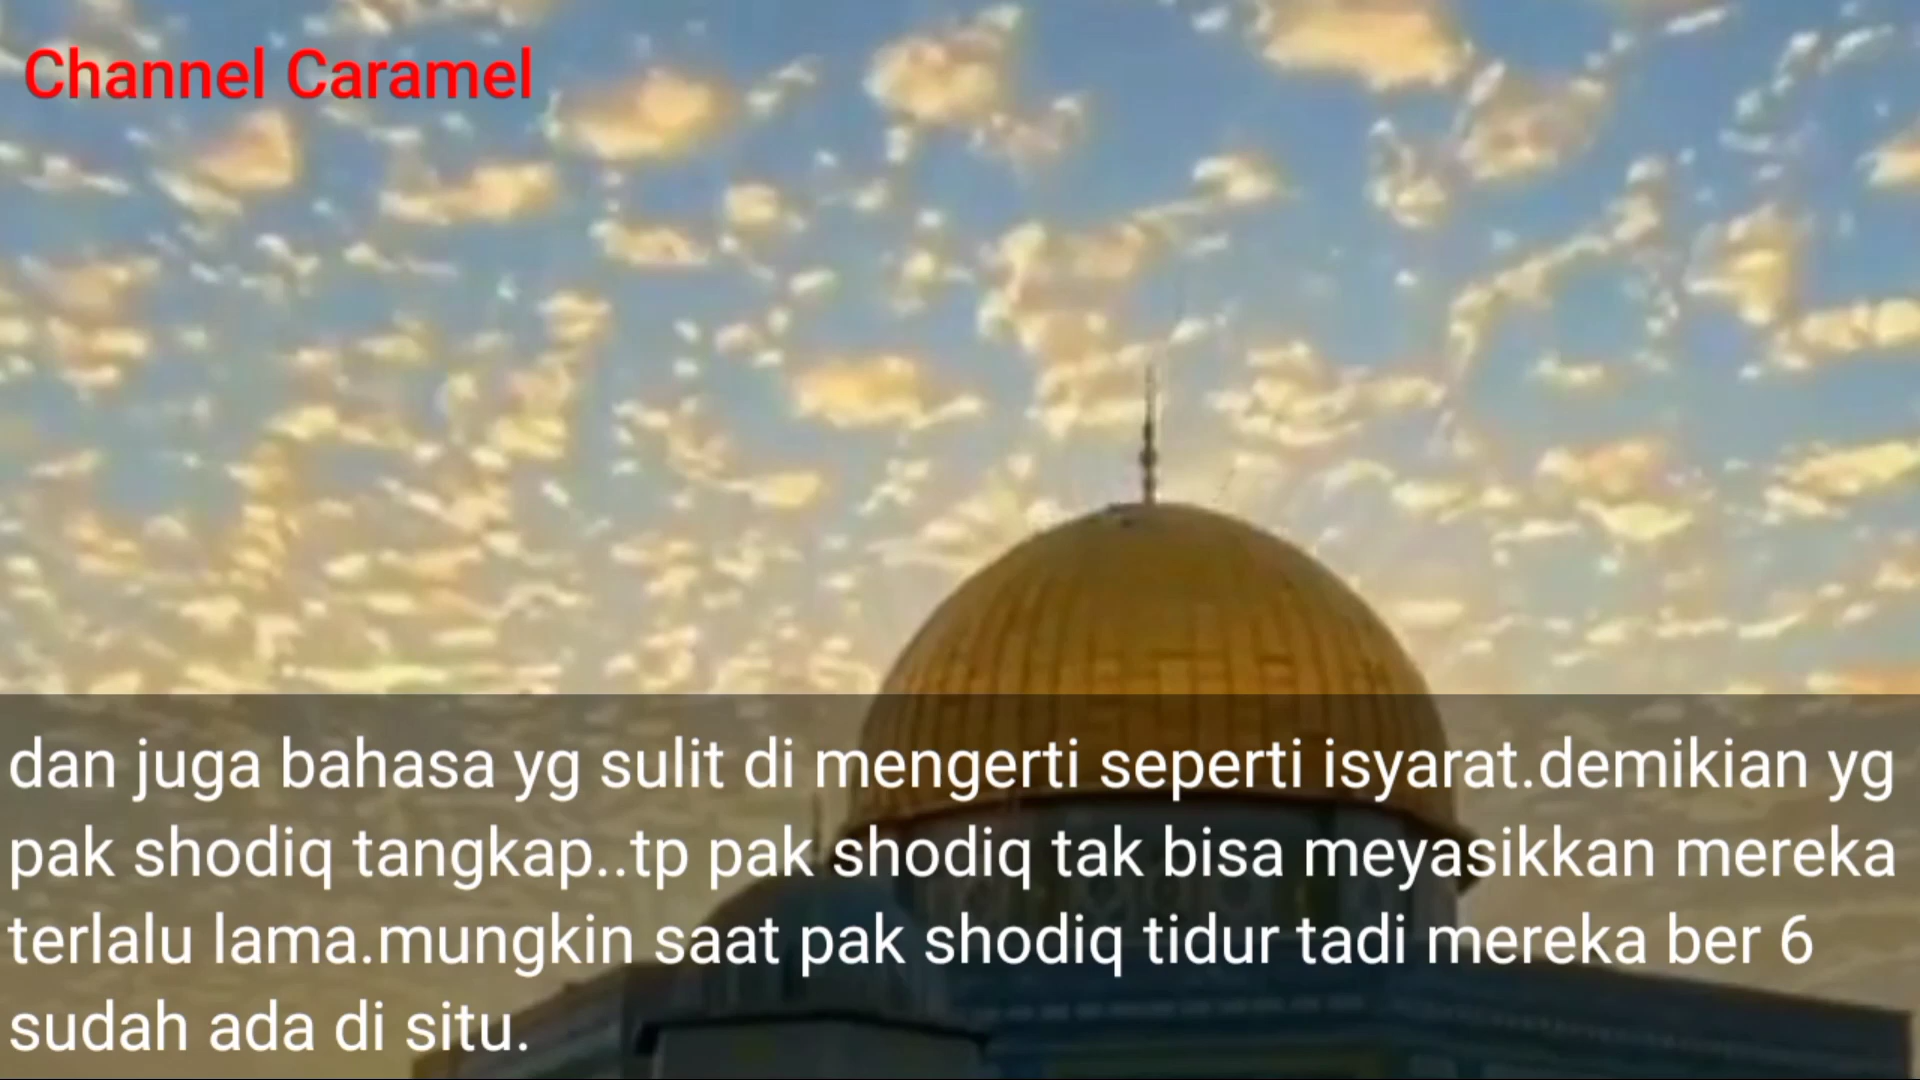 Channel Caramel
dan juga bahasa yg sulit di mengerti seperti isyarat.demikian yg
pak shodiq tangkap..tp pak shodiq tak bisa meyasikkan mereka
terlalu lama.mungkin saat pak shodiq tidur tadi mereka ber 6
sudah ada di situ.